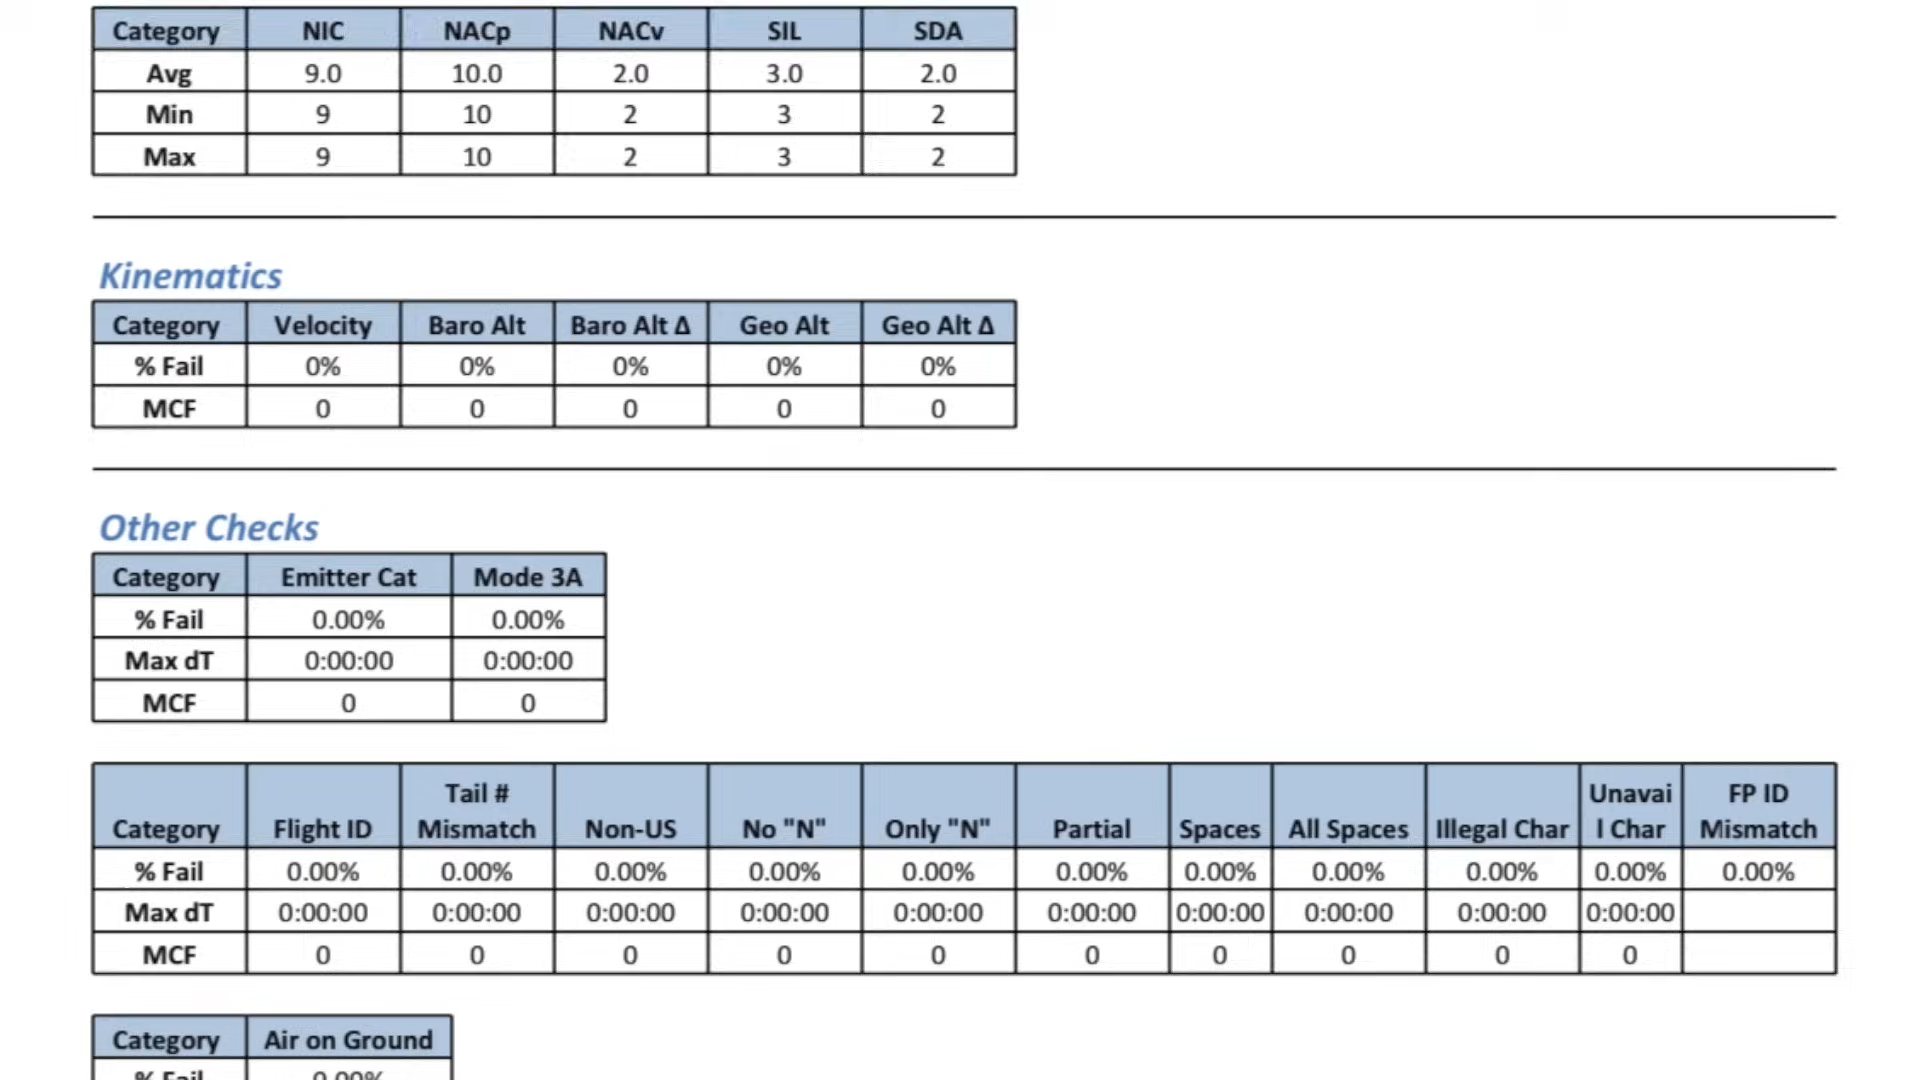 Category NIC NACp NACv SIL SDA
Avg 9.0 10.0 2.0 3.0 2.0
Min 9 10 2 3 2
Max 9 10 2 3 2
Kinematics
Category Velocity Baro Alt Baro Alt Δ Geo Alt Geo Alt Δ
% Fail 0% 0% 0% 0% 0%
MCF 0 0 0 0 0
Other Checks
Category Emitter Cat Mode 3A
% Fail 0.00% 0.00%
Max dT 0:00:00 0:00:00
MCF 0 0
Tail # Unavai FP ID
Category Flight ID Mismatch Non-US No "N" Only "N" Partial Spaces All Spaces Illegal Char l Char Mismatch
% Fail 0.00% 0.00% 0.00% 0.00% 0.00% 0.00% 0.00% 0.00% 0.00% 0.00% 0.00%
Max dT 0:00:00 0:00:00 0:00:00 0:00:00 0:00:00 0:00:00 0:00:00 0:00:00 0:00:00 0:00:00
MCF 0 0 0 0 0 0 0 0 0 0
Category Air on Ground
% Fail 0.00%